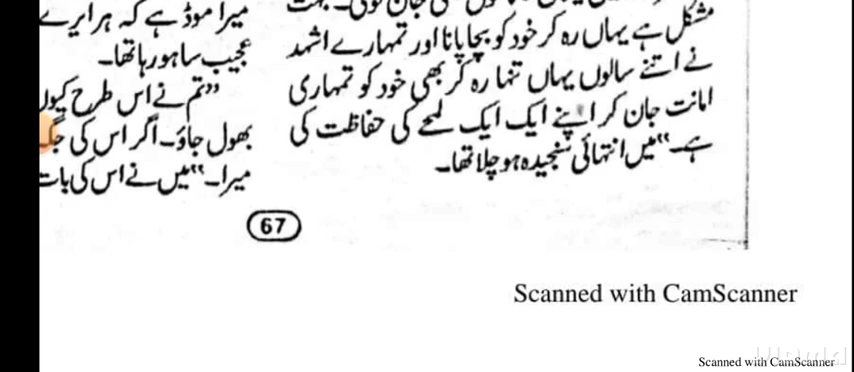 مشکل ہے یہاں رہ کر خود کو بچا پانا اور تمہارے اشہد
نے اتنے سالوں یہاں تنہا رہ کر بھی خود کو تمہاری
امانت جان کر اپنے ایک ایک لمحے کی حفاظت کی
ہے۔“ میں انتہائی سنجیدہ ہو چلا تھا۔
میرا موڈ ہے کہ ہر ایرے
عجیب سا ہو رہا تھا۔
”تم نے اس طرح کیوں
بھول جاؤ۔ اگر اس کی
میرا۔“ میں نے اس کی بات
67
Scanned with CamScanner
Scanned with CamScanner